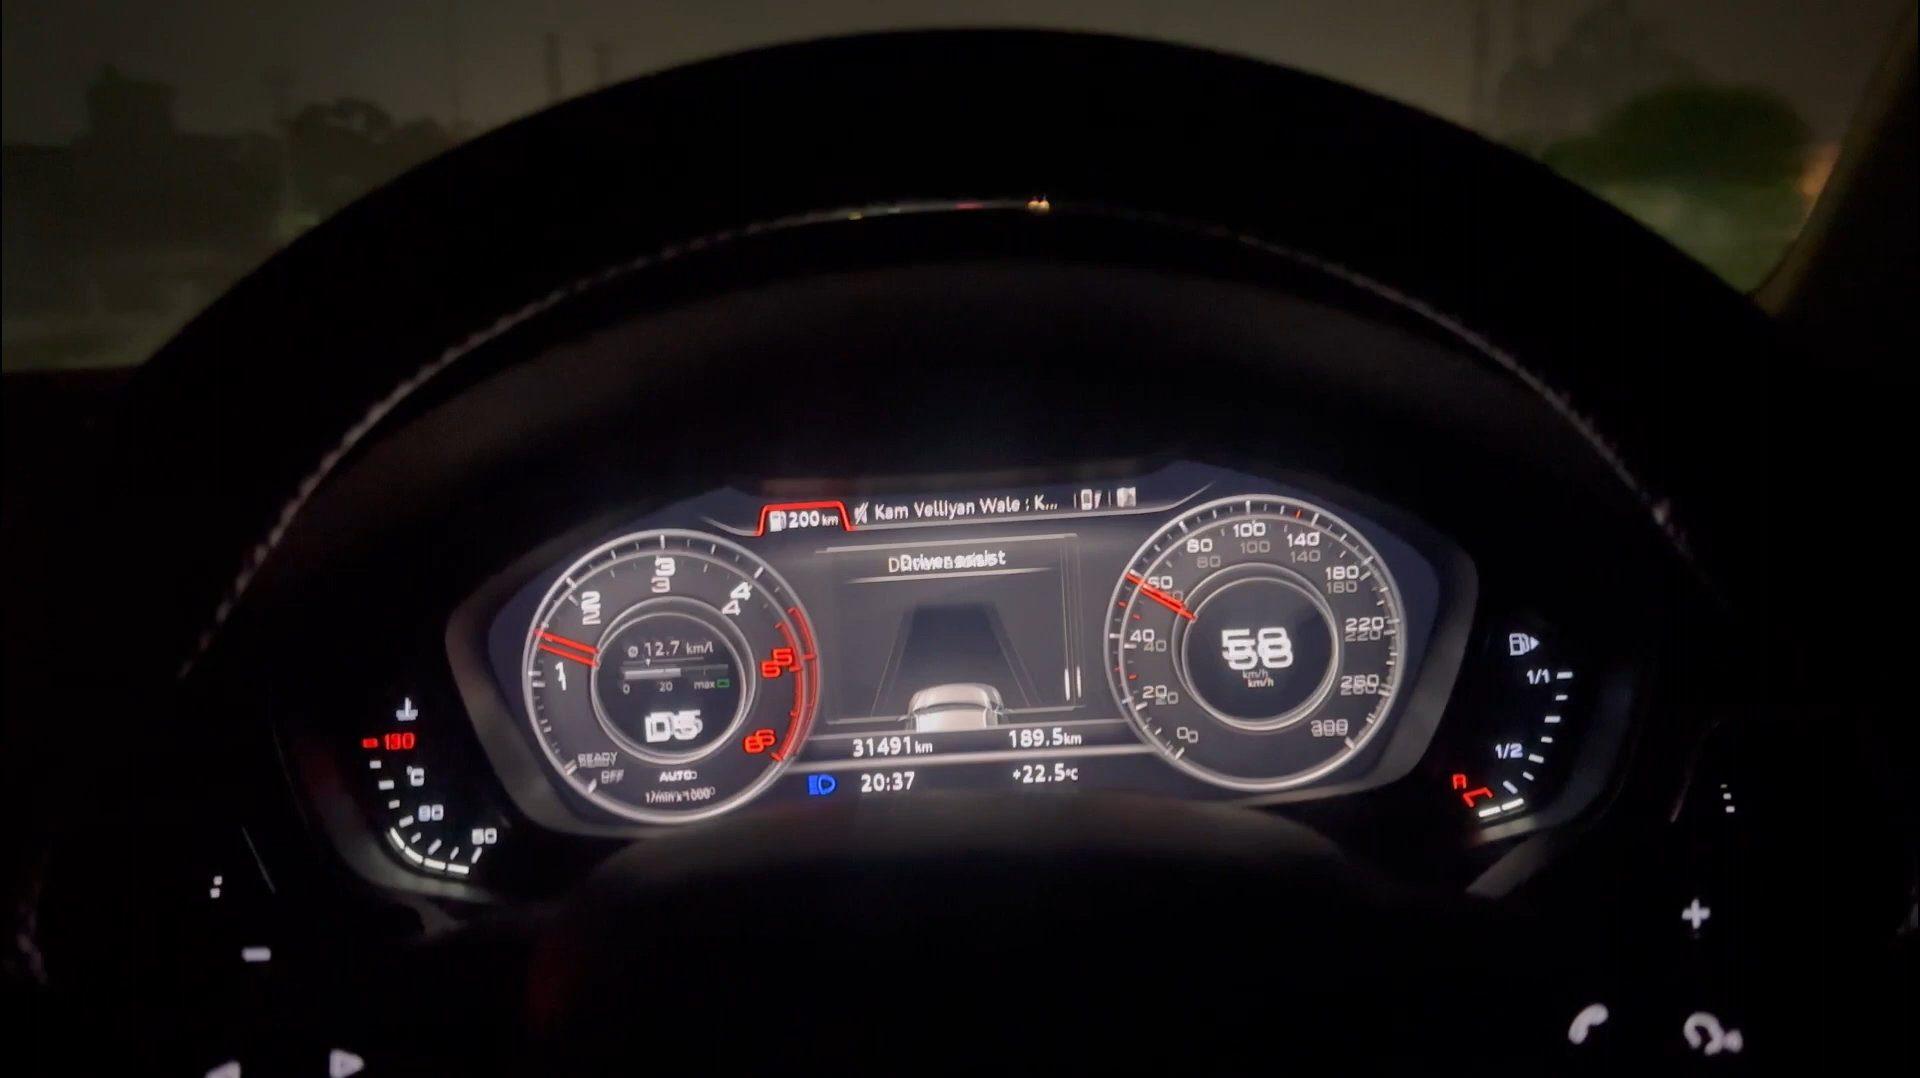 200 km
Kam Velliyan Wale : K...
Driver assist
1
2
3
4
5
6
ø 12.7 km/l
0 20 max
D5
READY
OFF
AUTO
1/min x 1000
0
20
40
60
80
100
140
180
220
260
300
58
km/h
31491 km 189.5 km
20:37 +22.5°C
130
°C
90
50
1/1
1/2
R